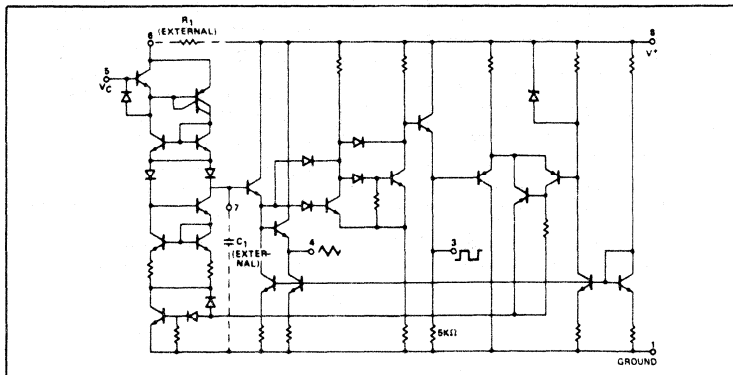 R1
(EXTERNAL)
6
8
V+
5
VC
7
C1
(EXTER-
NAL)
4
3
5KΩ
1
GROUND